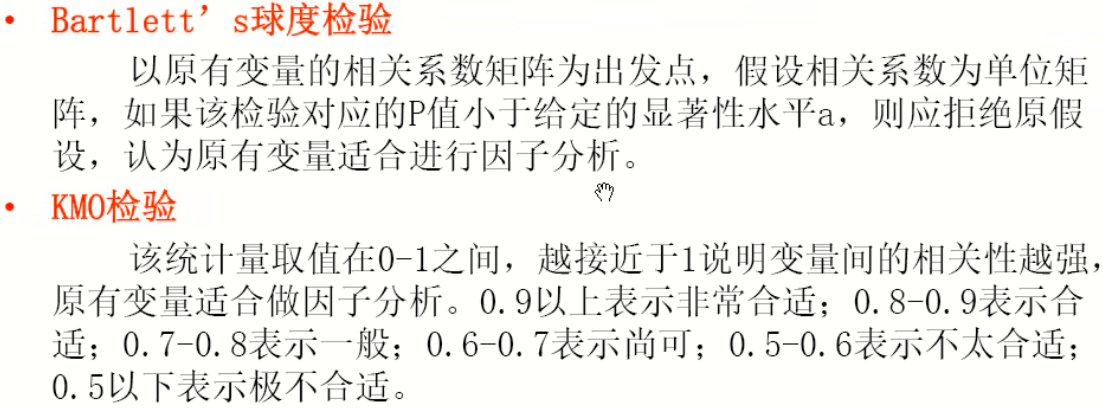 • Bartlett’s球度检验
以原有变量的相关系数矩阵为出发点，假设相关系数为单位矩
阵，如果该检验对应的P值小于给定的显著性水平a，则应拒绝原假
设，认为原有变量适合进行因子分析。
• KMO检验
该统计量取值在0-1之间，越接近于1说明变量间的相关性越强，
原有变量适合做因子分析。0.9以上表示非常合适；0.8-0.9表示合
适；0.7-0.8表示一般；0.6-0.7表示尚可；0.5-0.6表示不太合适；
0.5以下表示极不合适。